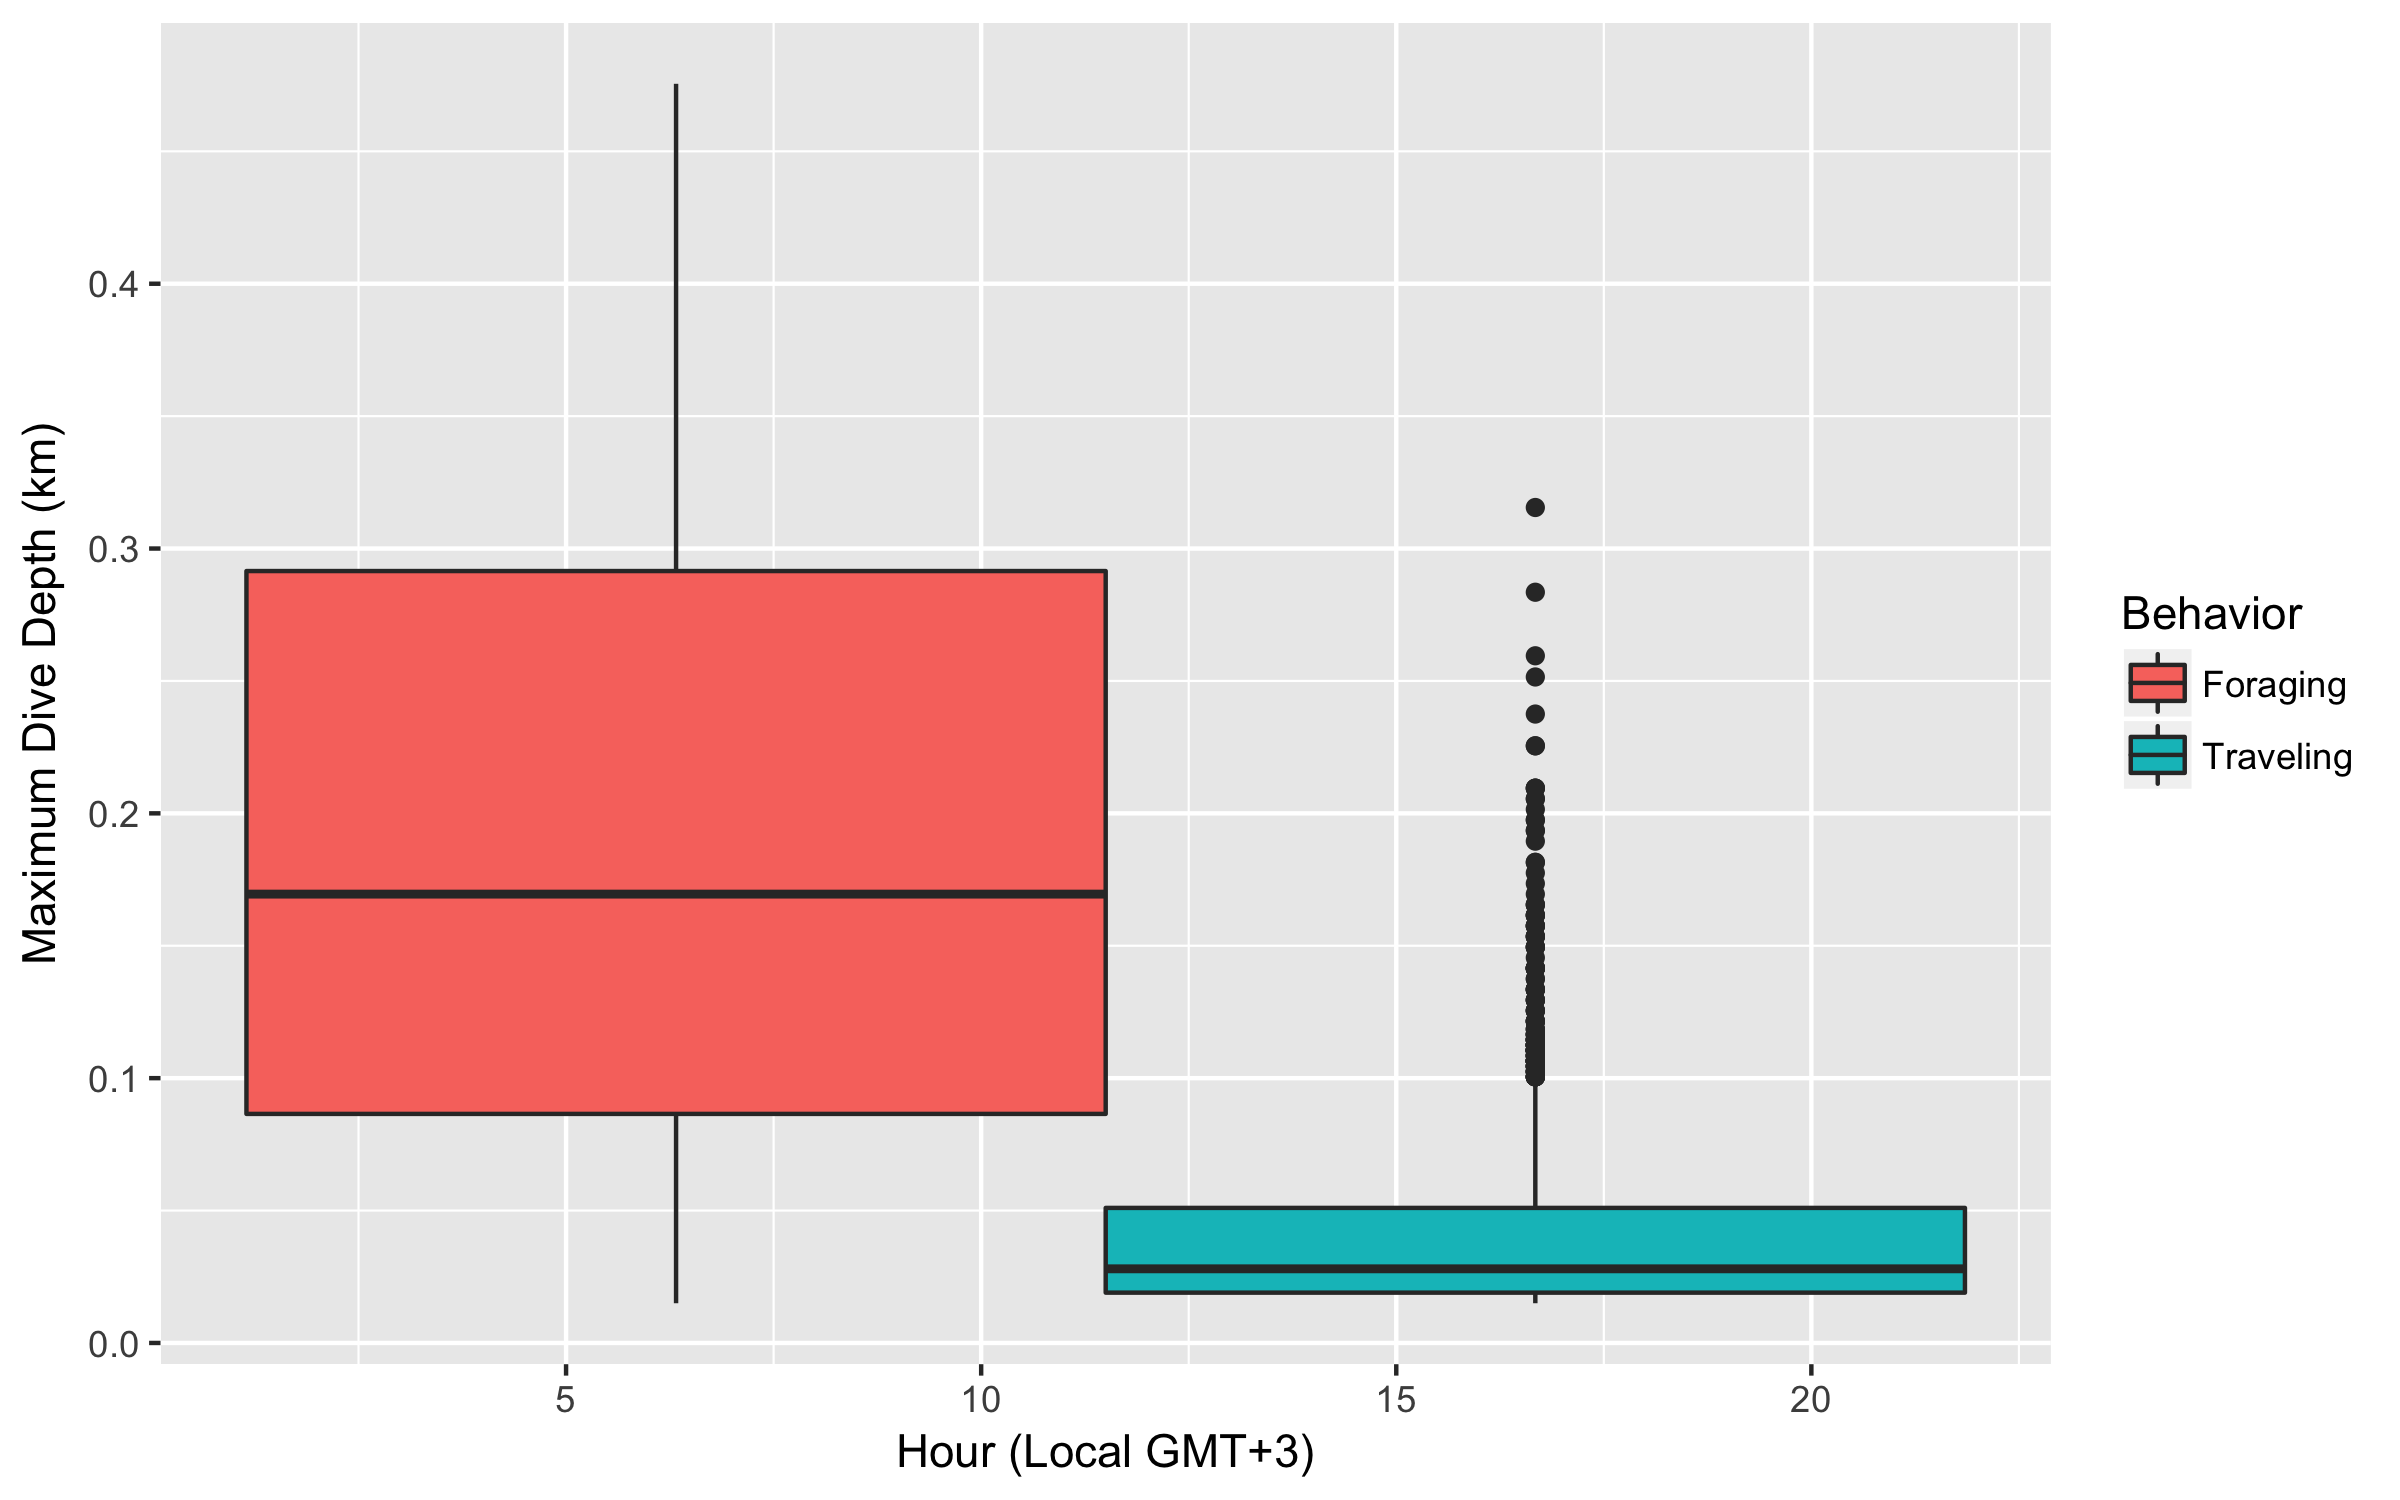 Maximum Dive Depth (km)
0.4
0.3
0.2
0.1
0.0
5 10 15 20
Hour (Local GMT+3)
Behavior
Foraging
Traveling